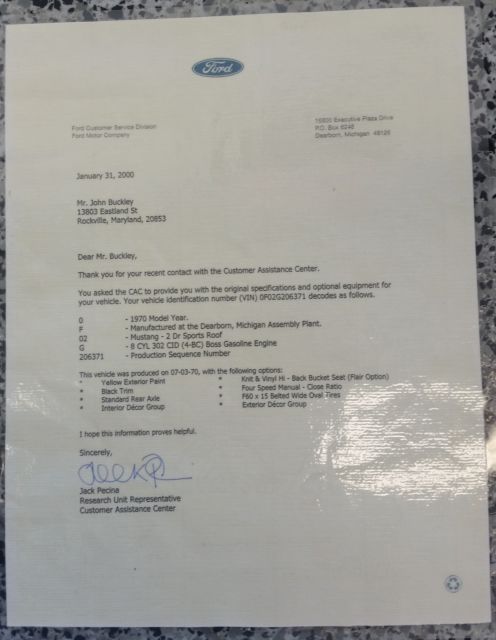 Ford
Ford Customer Service Division
Ford Motor Company
16800 Executive Plaza Drive
P.O. Box 6248
Dearborn, Michigan 48126
January 31, 2000
Mr. John Buckley
13803 Eastland St
Rockville, Maryland, 20853
Dear Mr. Buckley,
Thank you for your recent contact with the Customer Assistance Center.
You asked the CAC to provide you with the original specifications and optional equipment for
your vehicle. Your vehicle identification number (VIN) 0F02G206371 decodes as follows.
0 - 1970 Model Year.
F - Manufactured at the Dearborn, Michigan Assembly Plant.
02 - Mustang - 2 Dr Sports Roof
G - 8 CYL 302 CID (4-BC) Boss Gasoline Engine
206371 - Production Sequence Number
This vehicle was produced on 07-03-70, with the following options:
* Yellow Exterior Paint * Knit & Vinyl Hi - Back Bucket Seat (Flair Option)
* Black Trim * Four Speed Manual - Close Ratio
* Standard Rear Axle * F60 x 15 Belted Wide Oval Tires
* Interior Décor Group * Exterior Décor Group
I hope this information proves helpful.
Sincerely,
Jack Pecina
Research Unit Representative
Customer Assistance Center